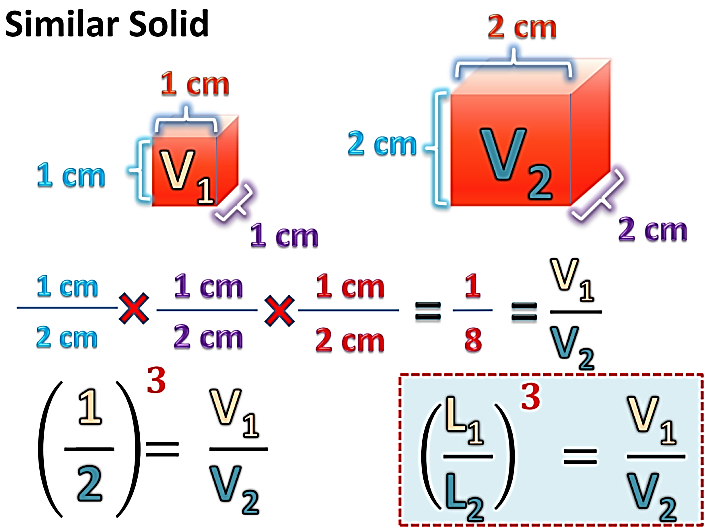 Similar Solid
1 cm
1 cm
1 cm
V₁
2 cm
2 cm
2 cm
V₂
1 cm/2 cm × 1 cm/2 cm × 1 cm/2 cm = 1/8 = V₁/V₂
(1/2)³ = V₁/V₂
(L₁/L₂)³ = V₁/V₂